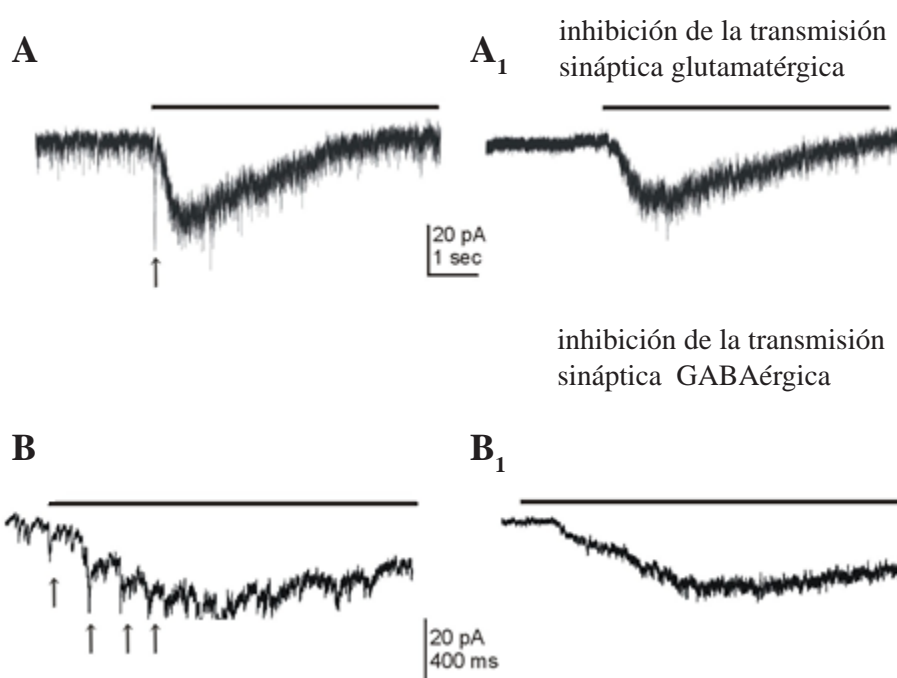 A
A1
inhibición de la transmisión
sináptica glutamatérgica
20 pA
1 sec
inhibición de la transmisión
sináptica GABAérgica
B
B1
20 pA
400 ms